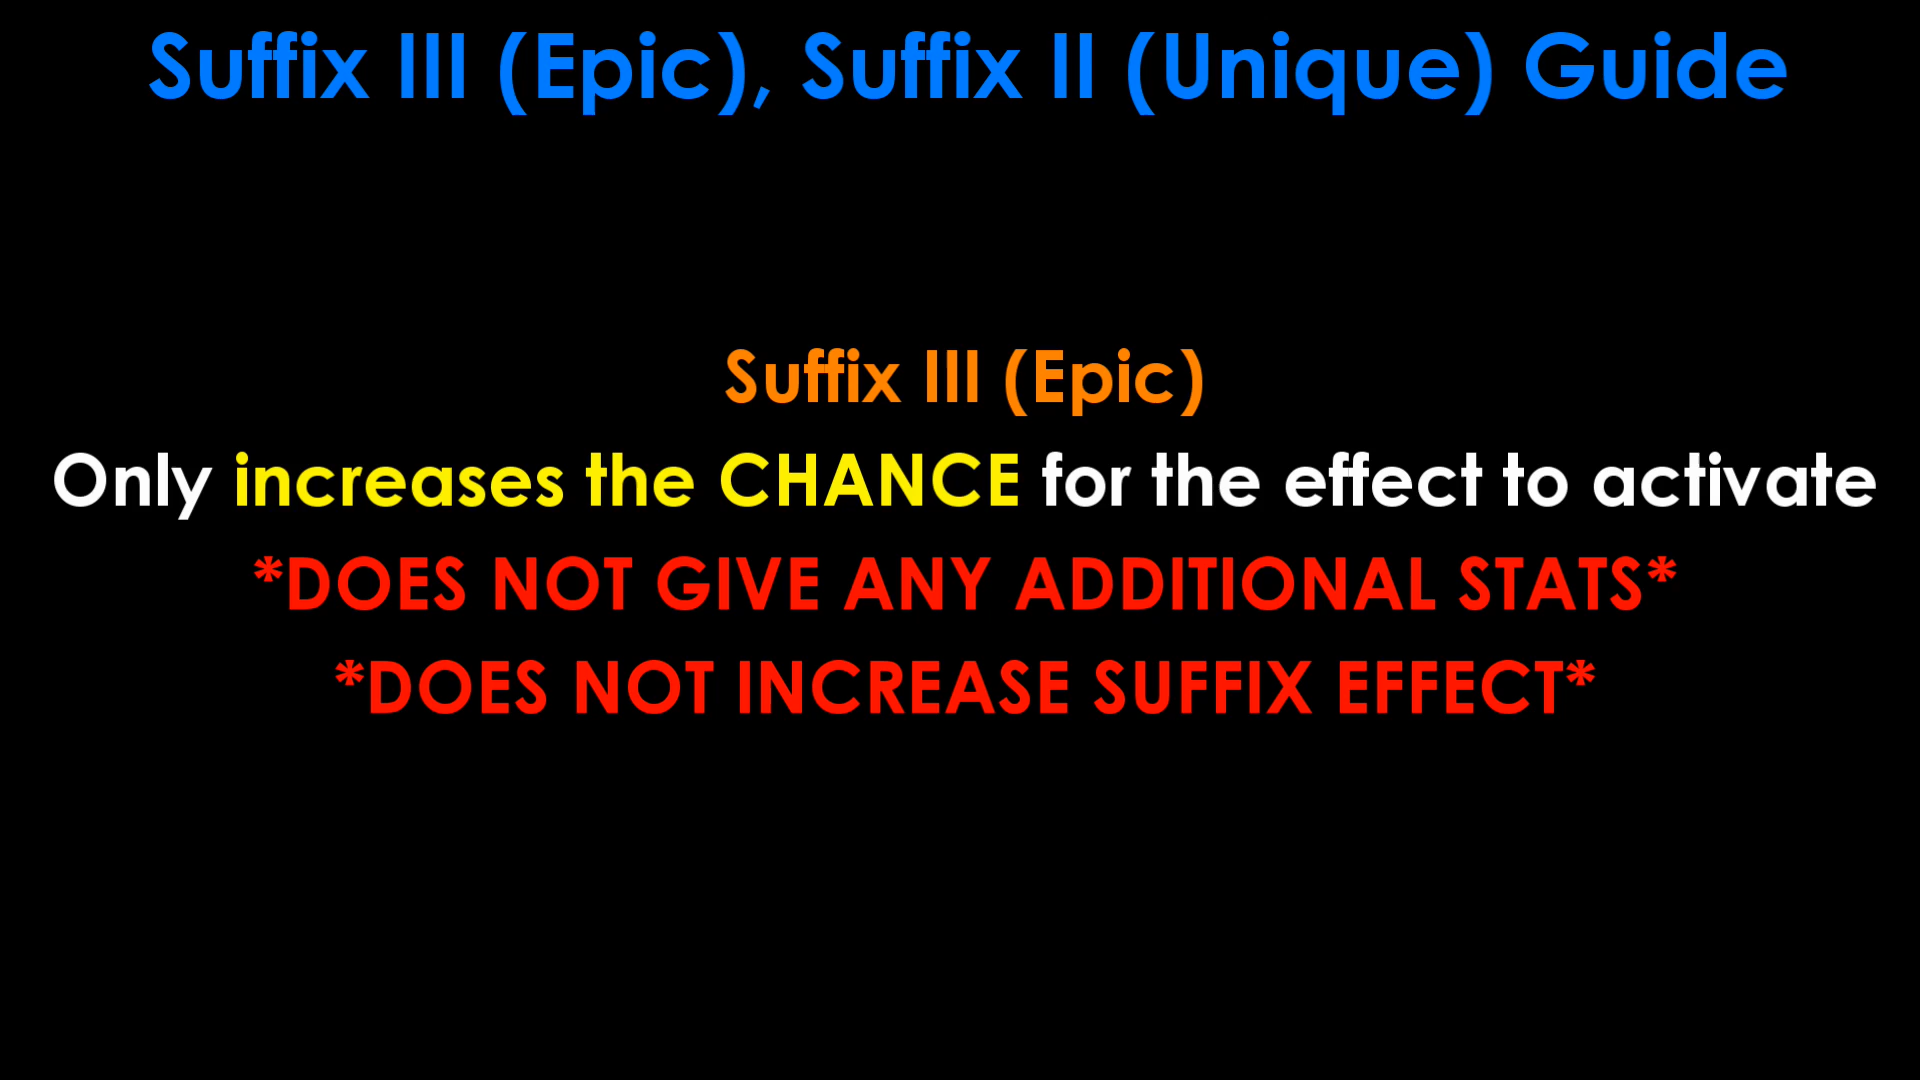 Suffix III (Epic), Suffix II (Unique) Guide
Suffix III (Epic)
Only increases the CHANCE for the effect to activate
*DOES NOT GIVE ANY ADDITIONAL STATS*
*DOES NOT INCREASE SUFFIX EFFECT*